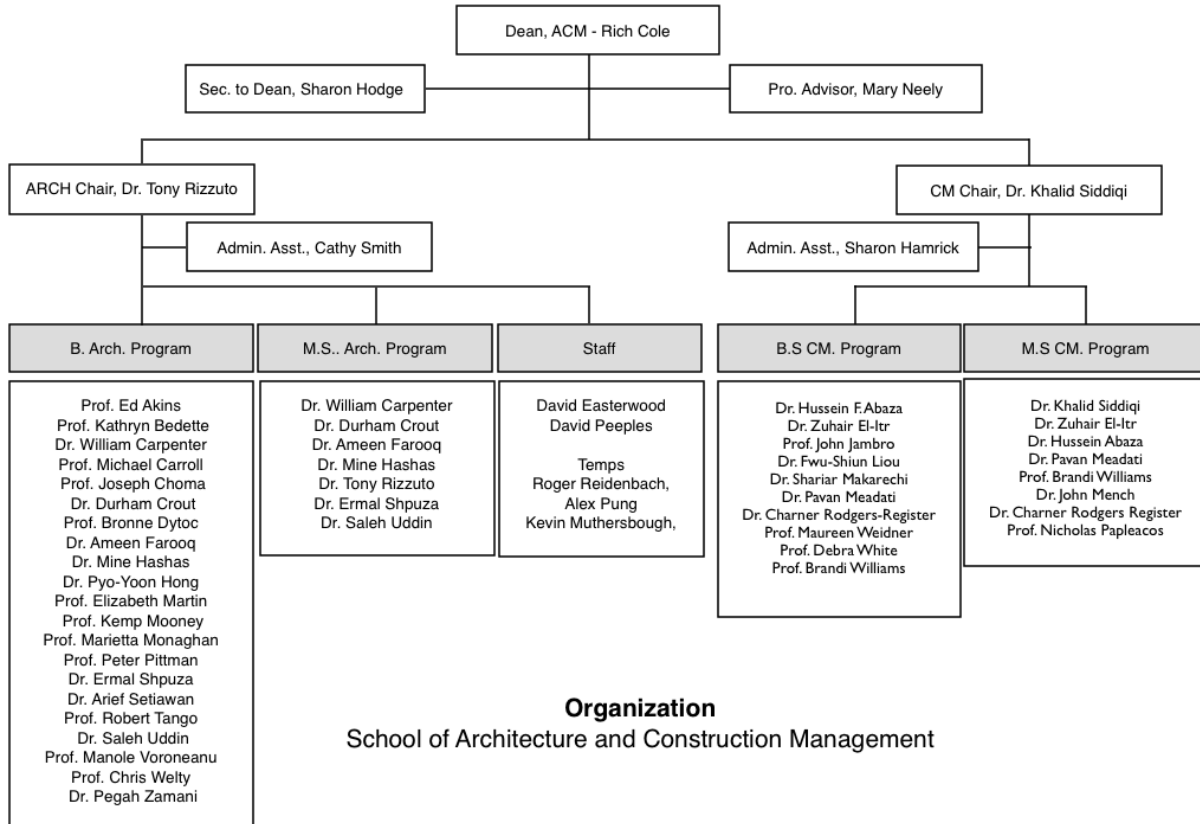 Dean, ACM - Rich Cole
Sec. to Dean, Sharon Hodge
Pro. Advisor, Mary Neely
ARCH Chair, Dr. Tony Rizzuto
CM Chair, Dr. Khalid Siddiqi
Admin. Asst., Cathy Smith
Admin. Asst., Sharon Hamrick
B. Arch. Program
Prof. Ed Akins
Prof. Kathryn Bedette
Dr. William Carpenter
Prof. Michael Carroll
Prof. Joseph Choma
Dr. Durham Crout
Prof. Bronne Dytoc
Dr. Ameen Farooq
Dr. Mine Hashas
Dr. Pyo-Yoon Hong
Prof. Elizabeth Martin
Prof. Kemp Mooney
Prof. Marietta Monaghan
Prof. Peter Pittman
Dr. Ermal Shpuza
Dr. Arief Setiawan
Prof. Robert Tango
Dr. Saleh Uddin
Prof. Manole Voroneanu
Prof. Chris Welty
Dr. Pegah Zamani
M.S.. Arch. Program
Dr. William Carpenter
Dr. Durham Crout
Dr. Ameen Farooq
Dr. Mine Hashas
Dr. Tony Rizzuto
Dr. Ermal Shpuza
Dr. Saleh Uddin
Staff
David Easterwood
David Peeples
Temps
Roger Reidenbach,
Alex Pung
Kevin Muthersbough,
B.S CM. Program
Dr. Hussein F. Abaza
Dr. Zuhair El-Itr
Prof. John Jambro
Dr. Fwu-Shiun Liou
Dr. Shariar Makarechi
Dr. Pavan Meadati
Dr. Charner Rodgers-Register
Prof. Maureen Weidner
Prof. Debra White
Prof. Brandi Williams
M.S CM. Program
Dr. Khalid Siddiqi
Dr. Zuhair El-Itr
Dr. Hussein Abaza
Dr. Pavan Meadati
Prof. Brandi Williams
Dr. John Mench
Dr. Charner Rodgers Register
Prof. Nicholas Papleacos
Organization
School of Architecture and Construction Management